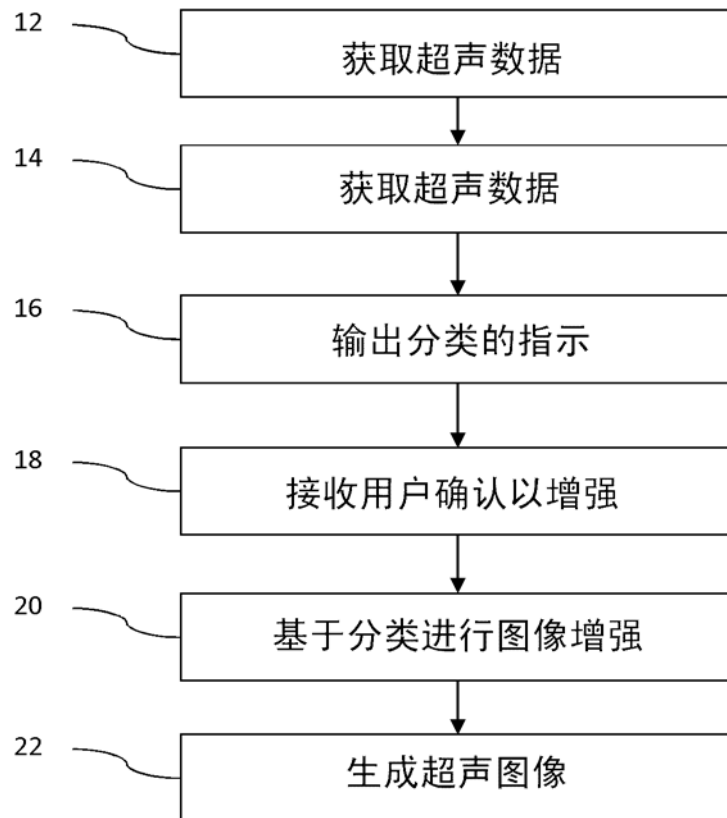 12
获取超声数据
14
获取超声数据
16
输出分类的指示
18
接收用户确认以增强
20
基于分类进行图像增强
22
生成超声图像